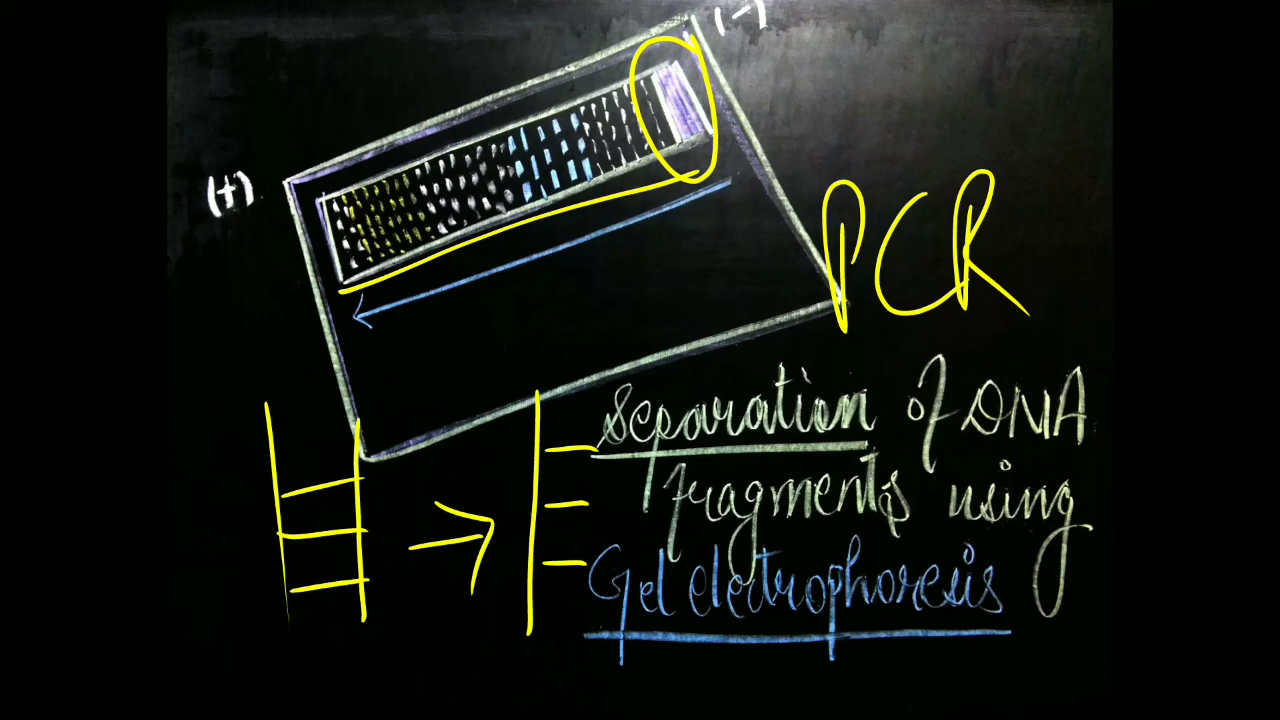 (-)
(+)
PCR
Separation of DNA
fragments using
Gel electrophoresis